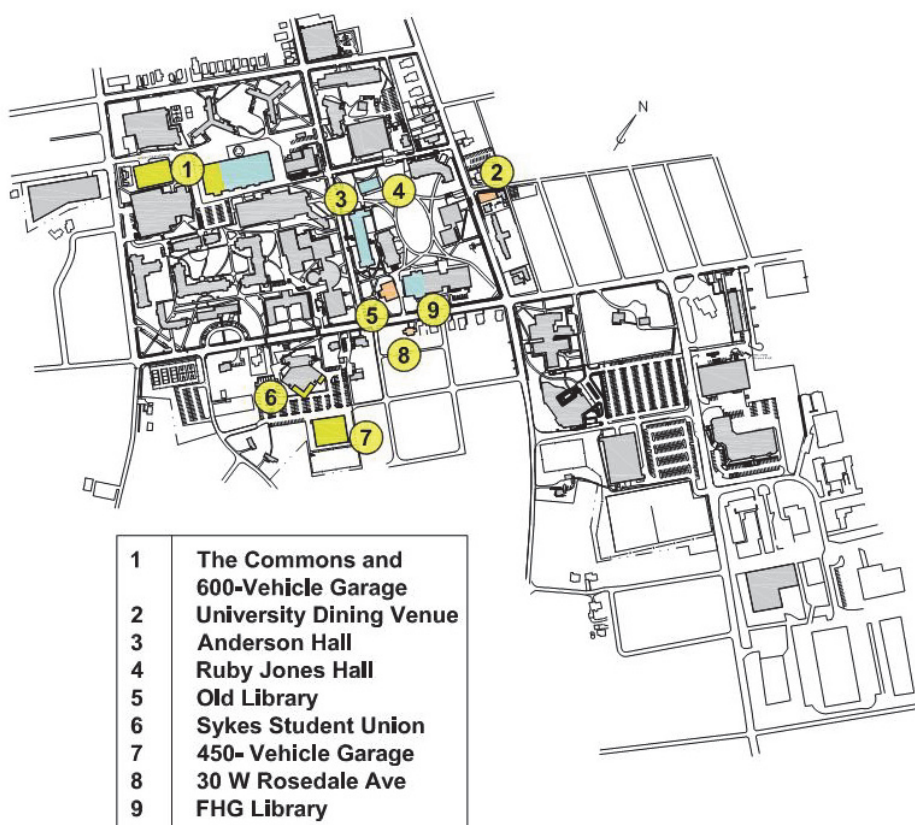 N
1
2
3
4
5
9
8
6
7
1 The Commons and
600-Vehicle Garage
2 University Dining Venue
3 Anderson Hall
4 Ruby Jones Hall
5 Old Library
6 Sykes Student Union
7 450- Vehicle Garage
8 30 W Rosedale Ave
9 FHG Library